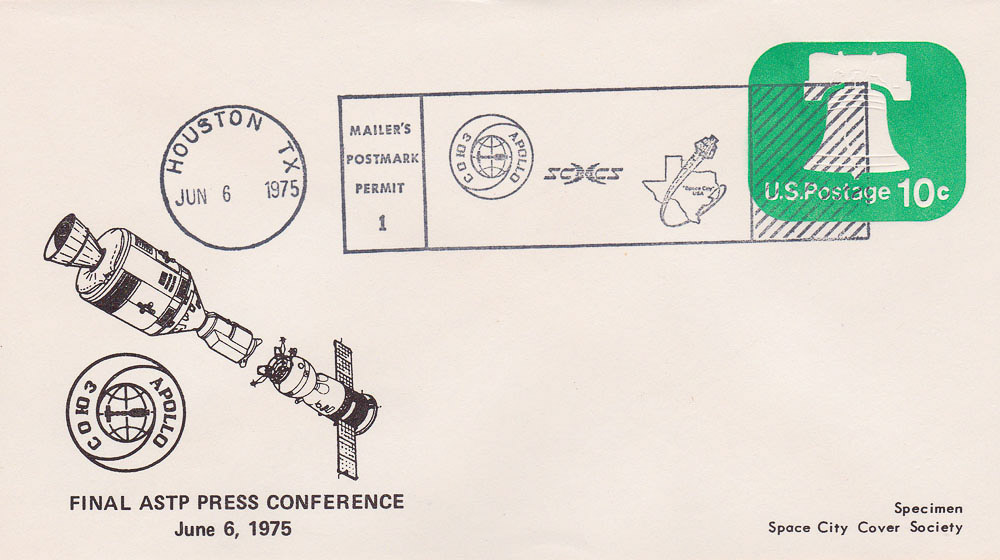 HOUSTON TX
JUN 6 1975
MAILER'S
POSTMARK
PERMIT
1
СОЮЗ APOLLO
SCCS
"Space City"
USA
U.S.Postage 10c
СОЮЗ APOLLO
FINAL ASTP PRESS CONFERENCE
June 6, 1975
Specimen
Space City Cover Society